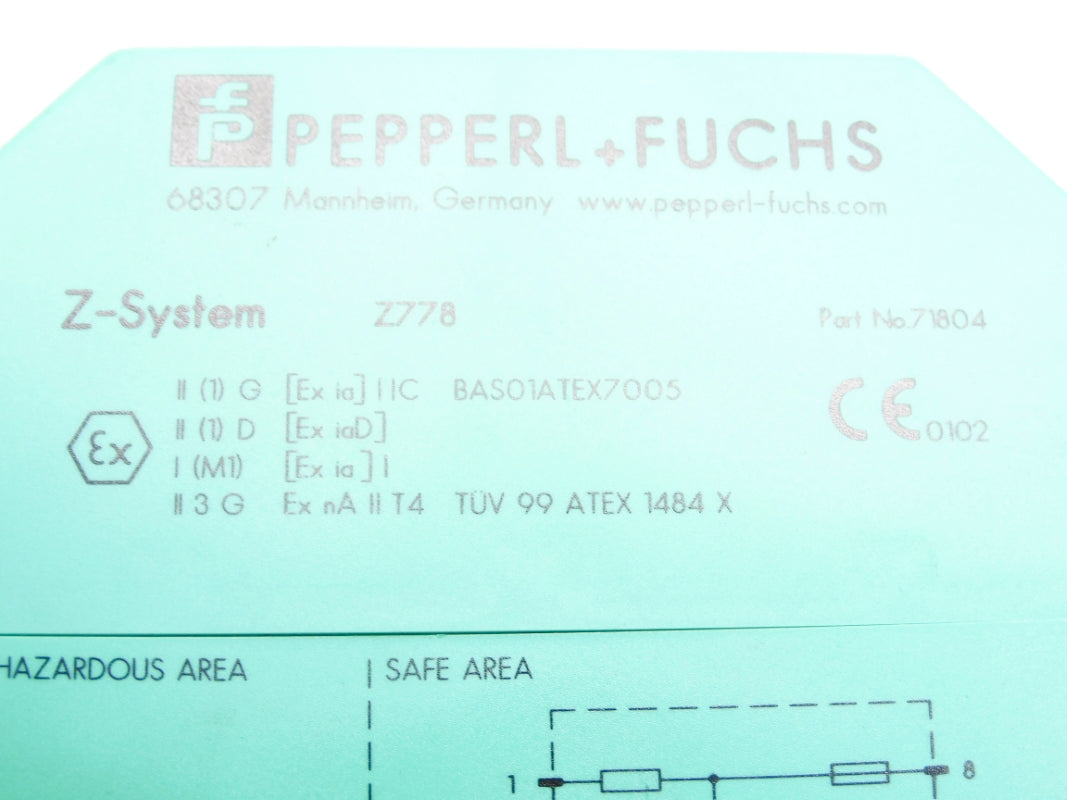 PEPPERL+FUCHS
68307 Mannheim, Germany www.pepperl-fuchs.com
Z-System Z778 Part No.71804
II (1) G [Ex ia] IIC BAS01ATEX7005
II (1) D [Ex iaD]
I (M1) [Ex ia] I
II 3 G Ex nA II T4 TÜV 99 ATEX 1484 X
Ex
CE 0102
HAZARDOUS AREA | SAFE AREA
1 8